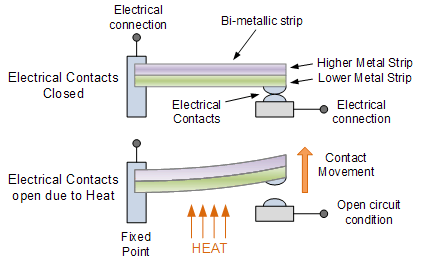 Electrical
connection
Bi-metallic strip
Electrical Contacts
Closed
Higher Metal Strip
Lower Metal Strip
Electrical
Contacts
Electrical
connection
Electrical Contacts
open due to Heat
Contact
Movement
Open circuit
condition
Fixed
Point
HEAT